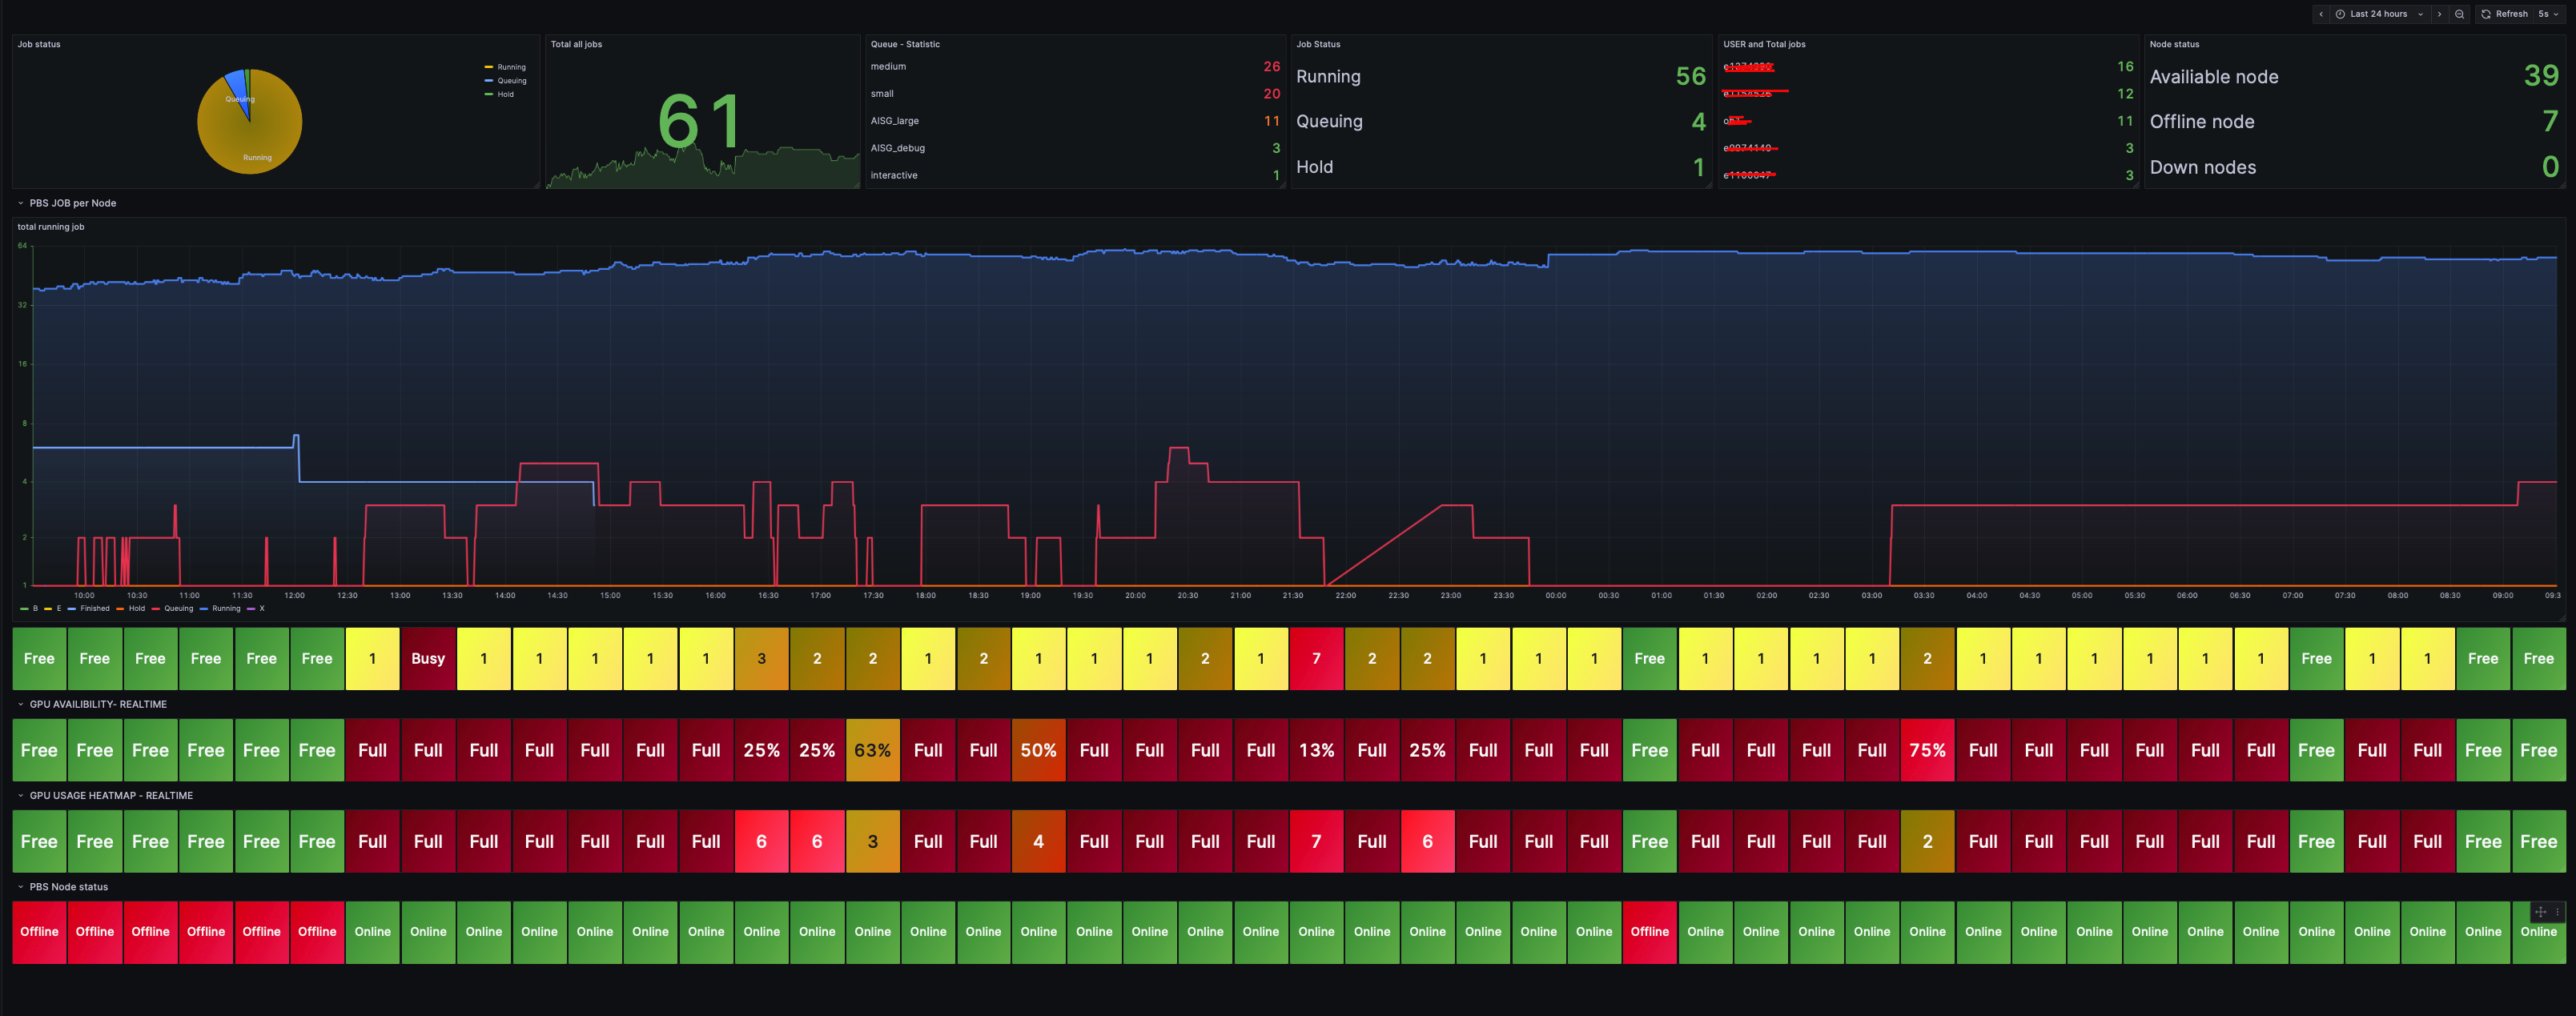 Last 24 hours Refresh 5s
Job status
Running
Queuing
Hold
Queuing
Running
Total all jobs
61
Queue - Statistic
medium 26
small 20
AISG_large 11
AISG_debug 3
interactive 1
Job Status
Running 56
Queuing 4
Hold 1
USER and Total jobs
16
12
11
3
3
Node status
Availiable node 39
Offline node 7
Down nodes 0
PBS JOB per Node
total running job
64
32
16
8
4
2
1
10:00 10:30 11:00 11:30 12:00 12:30 13:00 13:30 14:00 14:30 15:00 15:30 16:00 16:30 17:00 17:30 18:00 18:30 19:00 19:30 20:00 20:30 21:00 21:30 22:00 22:30 23:00 23:30 00:00 00:30 01:00 01:30 02:00 02:30 03:00 03:30 04:00 04:30 05:00 05:30 06:00 06:30 07:00 07:30 08:00 08:30 09:00 09:3
B E Finished Hold Queuing Running X
Free Free Free Free Free Free 1 Busy 1 1 1 1 1 3 2 2 1 2 1 1 1 2 1 7 2 2 1 1 1 Free 1 1 1 1 2 1 1 1 1 1 1 Free 1 1 Free Free
GPU AVAILIBILITY- REALTIME
Free Free Free Free Free Free Full Full Full Full Full Full Full 25% 25% 63% Full Full 50% Full Full Full Full 13% Full 25% Full Full Full Free Full Full Full Full 75% Full Full Full Full Full Full Free Full Full Free Free
GPU USAGE HEATMAP - REALTIME
Free Free Free Free Free Free Full Full Full Full Full Full Full 6 6 3 Full Full 4 Full Full Full Full 7 Full 6 Full Full Full Free Full Full Full Full 2 Full Full Full Full Full Full Free Full Full Free Free
PBS Node status
Offline Offline Offline Offline Offline Offline Online Online Online Online Online Online Online Online Online Online Online Online Online Online Online Online Online Online Online Online Online Online Online Offline Online Online Online Online Online Online Online Online Online Online Online Online Online Online Online Online